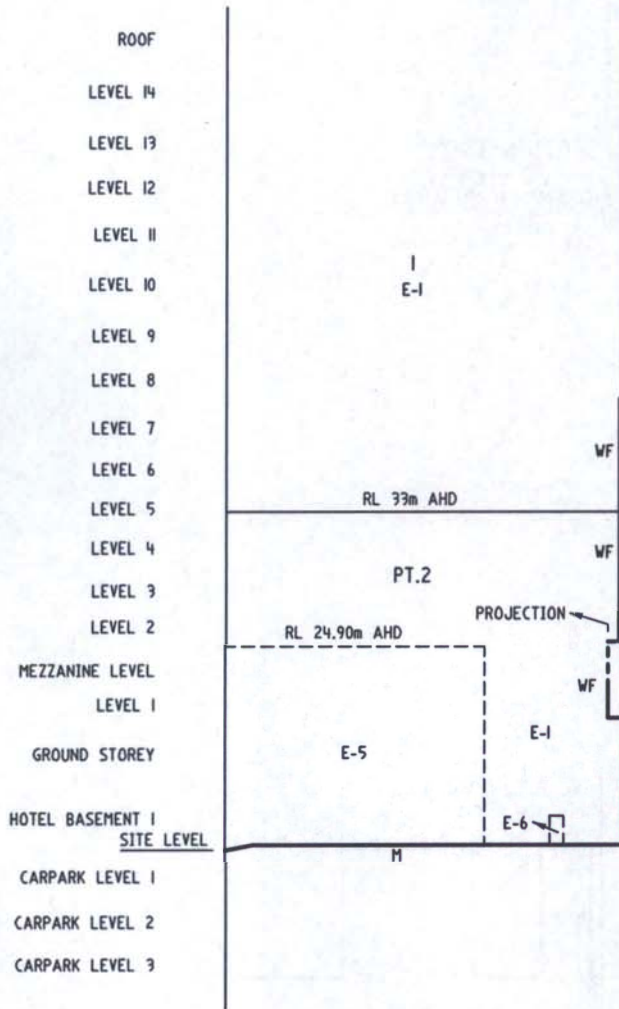 ROOF
LEVEL 14
LEVEL 13
LEVEL 12
LEVEL 11
1
E-1
LEVEL 10
LEVEL 9
LEVEL 8
LEVEL 7
WF
LEVEL 6
RL 33m AHD
LEVEL 5
LEVEL 4
WF
PT.2
LEVEL 3
PROJECTION
LEVEL 2
RL 24.90m AHD
MEZZANINE LEVEL
WF
LEVEL 1
E-1
GROUND STOREY
E-5
HOTEL BASEMENT 1
E-6
SITE LEVEL
M
CARPARK LEVEL 1
CARPARK LEVEL 2
CARPARK LEVEL 3